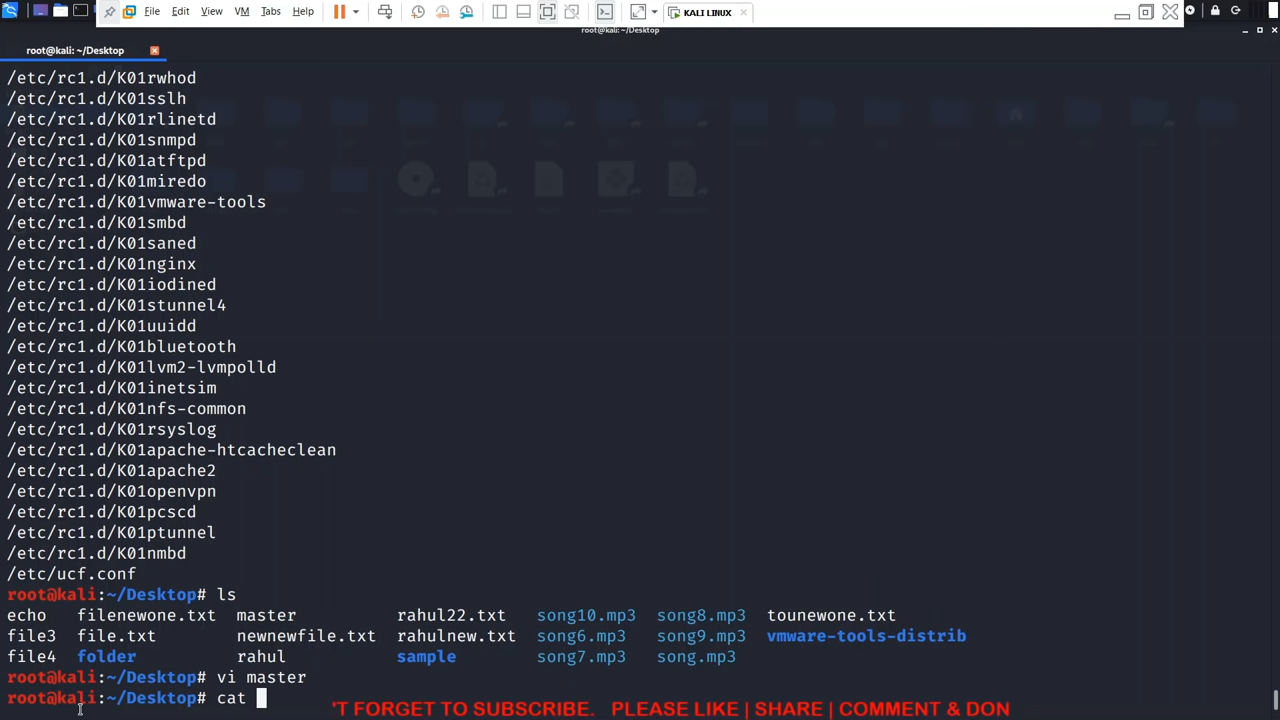 File Edit View VM Tabs Help KALI LINUX
root@kali: ~/Desktop
root@kali: ~/Desktop
/etc/rc1.d/K01rwhod
/etc/rc1.d/K01sslh
/etc/rc1.d/K01rlinetd
/etc/rc1.d/K01snmpd
/etc/rc1.d/K01atftpd
/etc/rc1.d/K01miredo
/etc/rc1.d/K01vmware-tools
/etc/rc1.d/K01smbd
/etc/rc1.d/K01saned
/etc/rc1.d/K01nginx
/etc/rc1.d/K01iodined
/etc/rc1.d/K01stunnel4
/etc/rc1.d/K01uuidd
/etc/rc1.d/K01bluetooth
/etc/rc1.d/K01lvm2-lvmpolld
/etc/rc1.d/K01inetsim
/etc/rc1.d/K01nfs-common
/etc/rc1.d/K01rsyslog
/etc/rc1.d/K01apache-htcacheclean
/etc/rc1.d/K01apache2
/etc/rc1.d/K01openvpn
/etc/rc1.d/K01pcscd
/etc/rc1.d/K01ptunnel
/etc/rc1.d/K01nmbd
/etc/ucf.conf
root@kali:~/Desktop# ls
echo filenewone.txt master rahul22.txt song10.mp3 song8.mp3 tounewone.txt
file3 file.txt newnewfile.txt rahulnew.txt song6.mp3 song9.mp3 vmware-tools-distrib
file4 folder rahul sample song7.mp3 song.mp3
root@kali:~/Desktop# vi master
root@kali:~/Desktop# cat
'T FORGET TO SUBSCRIBE. PLEASE LIKE | SHARE | COMMENT & DON